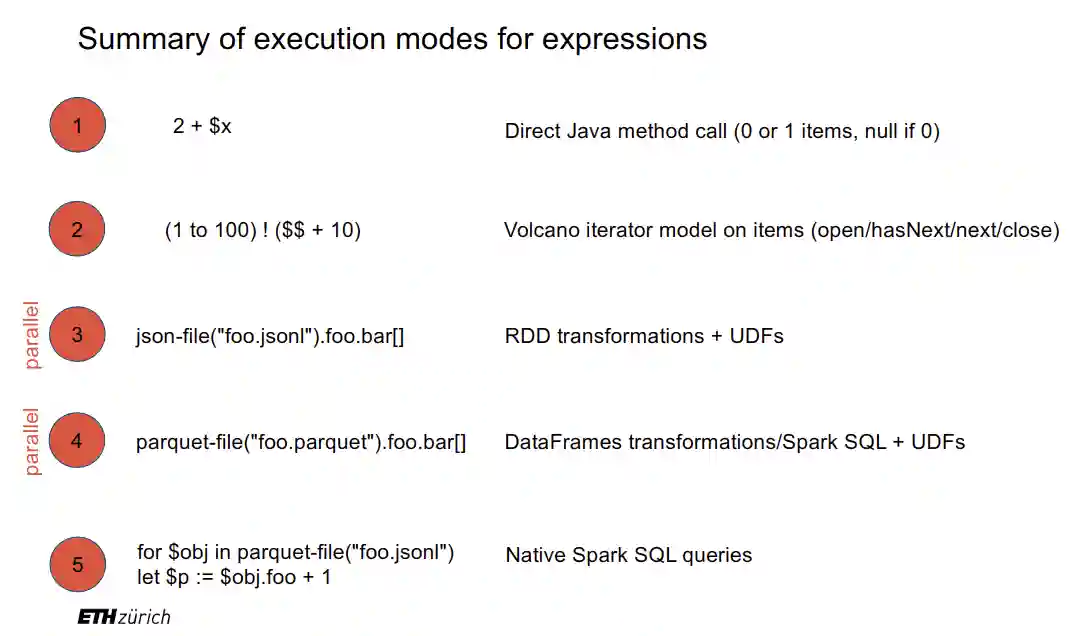 Summary of execution modes for expressions
1
2 + $x
Direct Java method call (0 or 1 items, null if 0)
2
(1 to 100) ! ($$ + 10)
Volcano iterator model on items (open/hasNext/next/close)
parallel
3
json-file("foo.jsonl").foo.bar[]
RDD transformations + UDFs
parallel
4
parquet-file("foo.parquet").foo.bar[]
DataFrames transformations/Spark SQL + UDFs
5
for $obj in parquet-file("foo.jsonl")
let $p := $obj.foo + 1
Native Spark SQL queries
ETH zürich